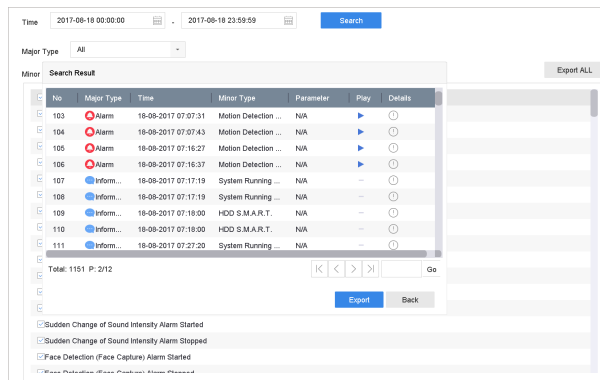 Time 2017-08-18 00:00:00 - 2017-08-18 23:59:59 Search
Major Type All
Minor Search Result Export ALL
No Major Type Time Minor Type Parameter Play Details
103 Alarm 18-08-2017 07:07:31 Motion Detection ... N/A
104 Alarm 18-08-2017 07:07:43 Motion Detection ... N/A
105 Alarm 18-08-2017 07:16:27 Motion Detection ... N/A
106 Alarm 18-08-2017 07:16:37 Motion Detection ... N/A
107 Inform... 18-08-2017 07:17:19 System Running ... N/A —
108 Inform... 18-08-2017 07:17:19 System Running ... N/A —
109 Inform... 18-08-2017 07:18:00 HDD S.M.A.R.T. N/A —
110 Inform... 18-08-2017 07:18:00 HDD S.M.A.R.T. N/A —
111 Inform... 18-08-2017 07:27:20 System Running ... N/A —
Total: 1151 P: 2/12 Go
Export Back
Sudden Change of Sound Intensity Alarm Started
Sudden Change of Sound Intensity Alarm Stopped
Face Detection (Face Capture) Alarm Started
Face Detection (Face Capture) Alarm Stopped